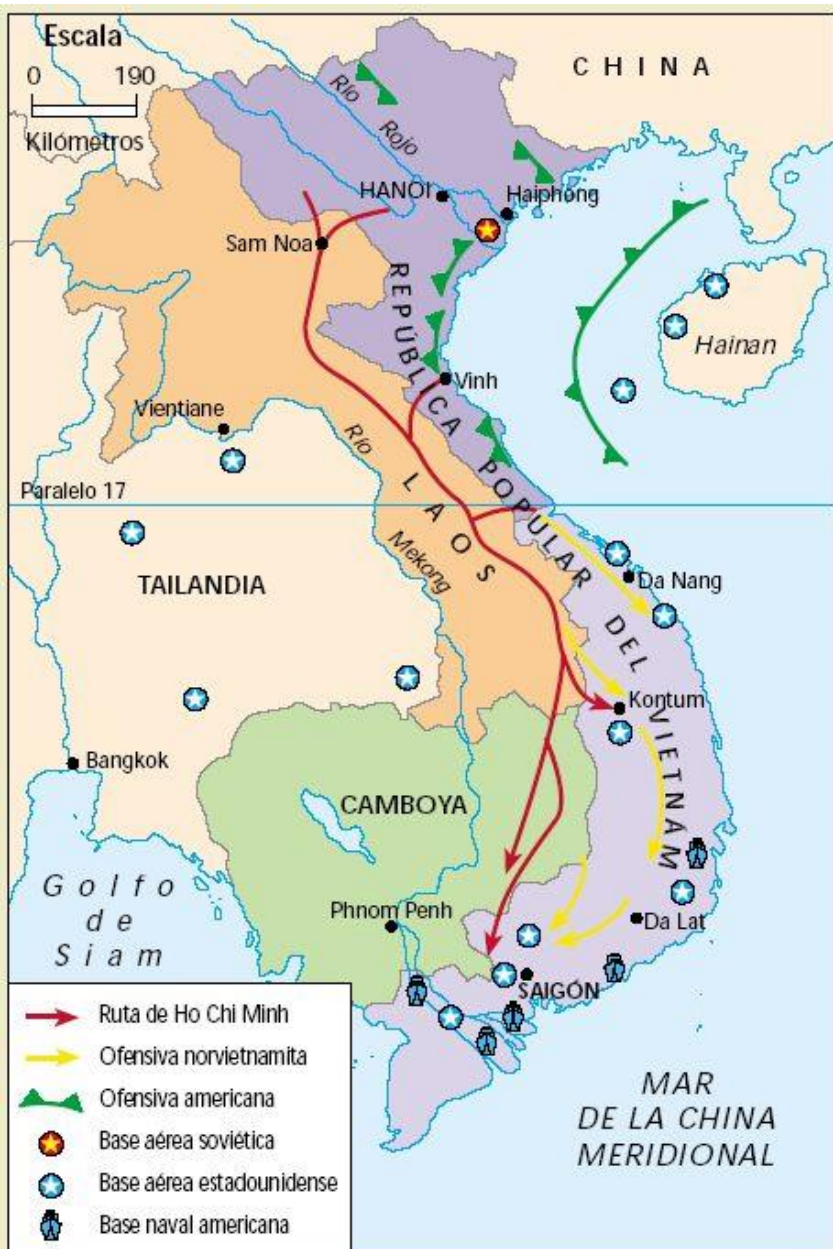 Escala
0 190
Kilómetros
CHINA
Río
Rojo
HANOI
Haiphong
Sam Noa
REPÚBLICA POPULAR DEL VIETNAM
Hainan
Vinh
Vientiane
Río
Mekong
LAOS
Paralelo 17
TAILANDIA
Da Nang
Kontum
Bangkok
CAMBOYA
Golfo
de
Siam
Phnom Penh
Da Lat
SAIGÓN
MAR
DE LA CHINA
MERIDIONAL
Ruta de Ho Chi Minh
Ofensiva norvietnamita
Ofensiva americana
Base aérea soviética
Base aérea estadounidense
Base naval americana